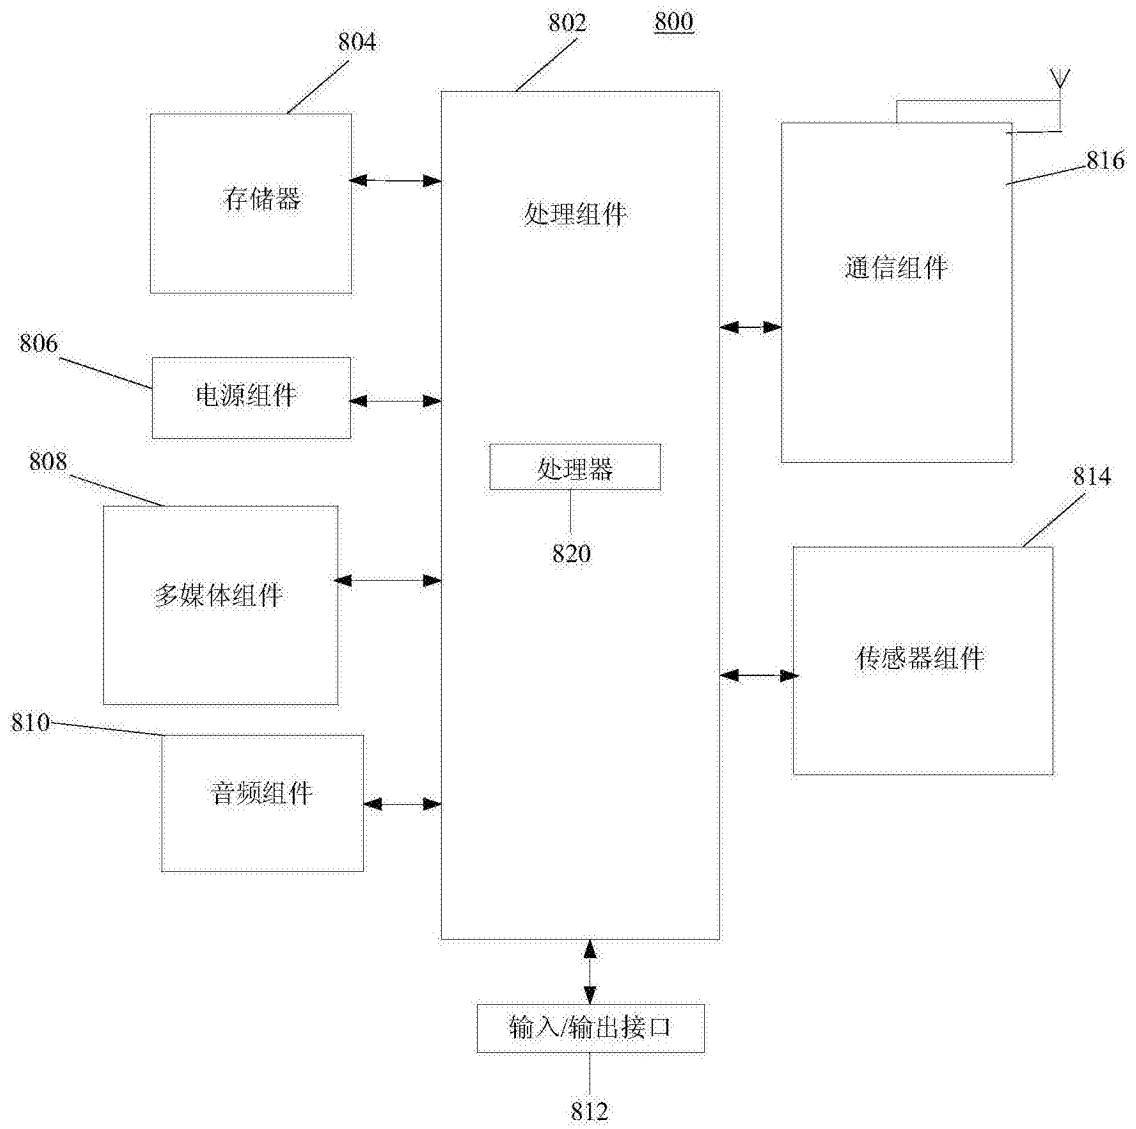 802
800
804
存储器
处理组件
816
通信组件
806
电源组件
808
处理器
820
814
多媒体组件
传感器组件
810
音频组件
输入/输出接口
812